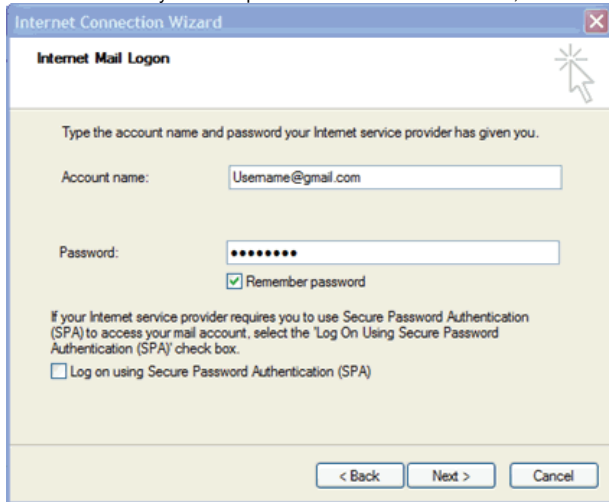 Internet Connection Wizard
Internet Mail Logon
Type the account name and password your Internet service provider has given you.
Account name:
Username@gmail.com
Password:
Remember password
If your Internet service provider requires you to use Secure Password Authentication
(SPA) to access your mail account, select the 'Log On Using Secure Password
Authentication (SPA)' check box.
Log on using Secure Password Authentication (SPA)
< Back
Next >
Cancel